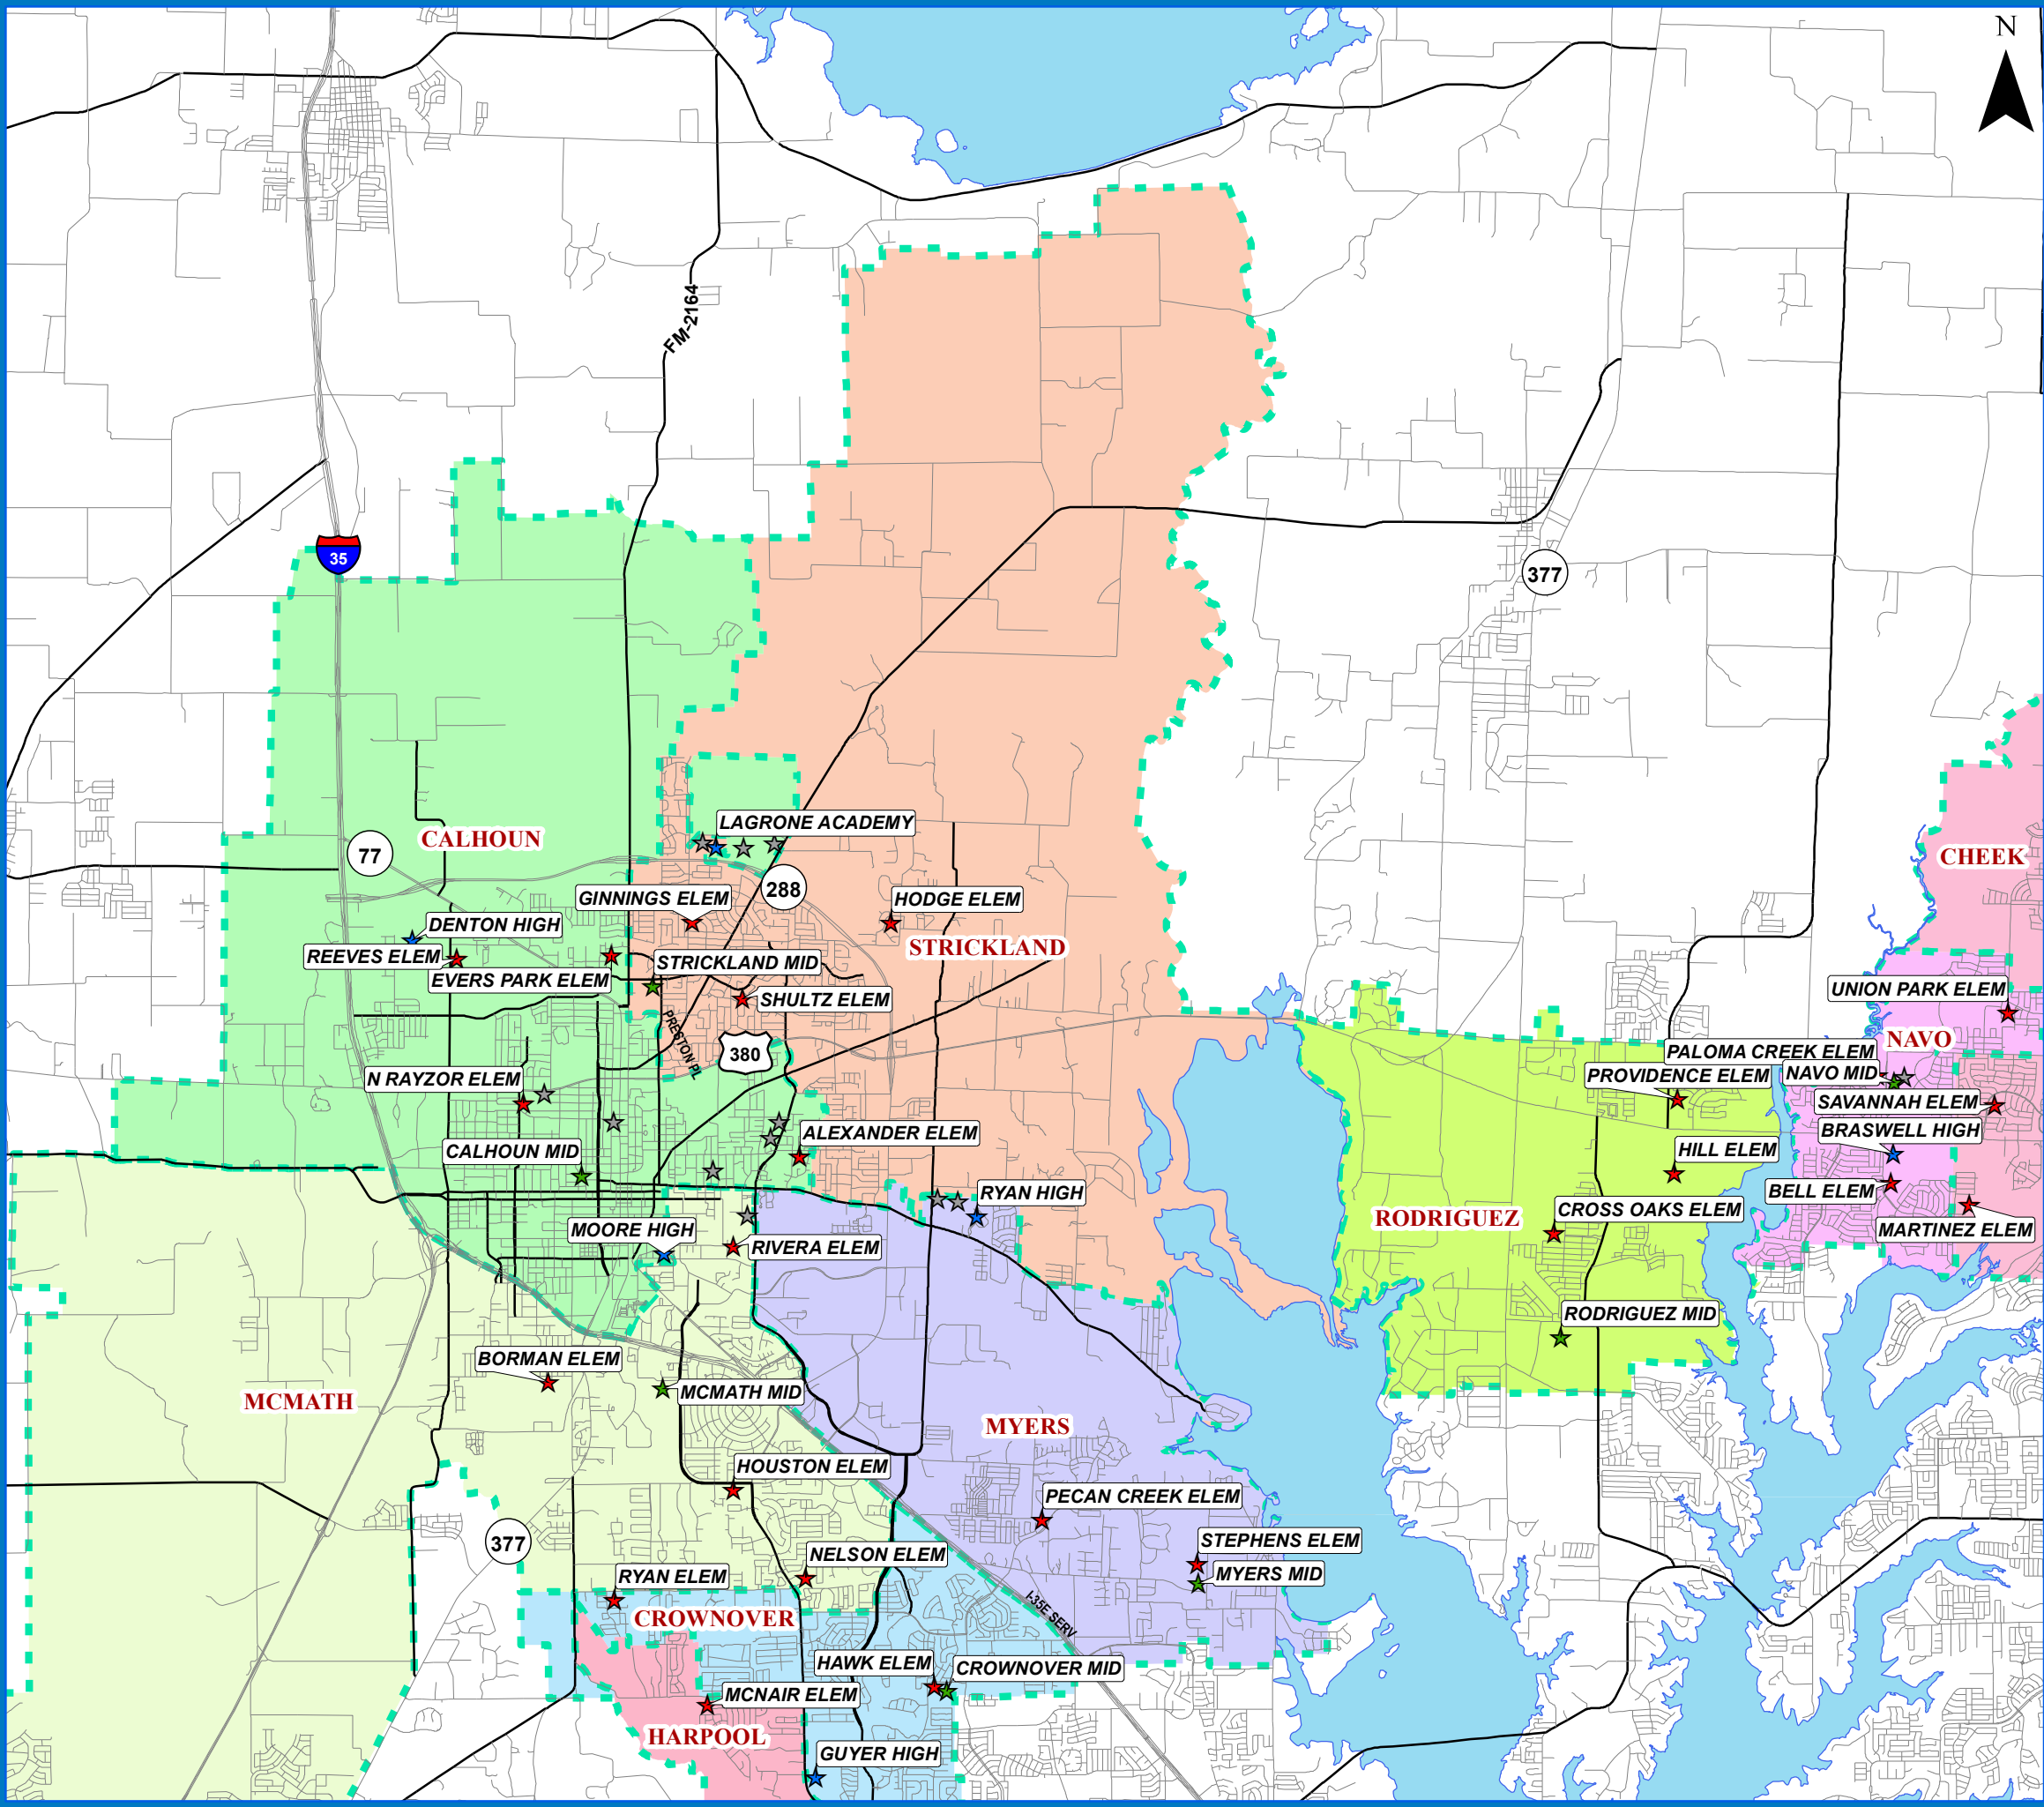 N
FM-2164
35
377
LAGRONE ACADEMY
CALHOUN
77
CHEEK
288
GINNINGS ELEM
HODGE ELEM
DENTON HIGH
STRICKLAND
REEVES ELEM
STRICKLAND MID
EVERS PARK ELEM
UNION PARK ELEM
SHULTZ ELEM
PRESTON PL
NAVO
380
PALOMA CREEK ELEM
N RAYZOR ELEM
PROVIDENCE ELEM
NAVO MID
SAVANNAH ELEM
ALEXANDER ELEM
BRASWELL HIGH
CALHOUN MID
HILL ELEM
RYAN HIGH
BELL ELEM
CROSS OAKS ELEM
RODRIGUEZ
MOORE HIGH
MARTINEZ ELEM
RIVERA ELEM
RODRIGUEZ MID
BORMAN ELEM
MCMATH MID
MCMATH
MYERS
HOUSTON ELEM
PECAN CREEK ELEM
377
STEPHENS ELEM
NELSON ELEM
MYERS MID
RYAN ELEM
I-35E SERV
CROWNOVER
HAWK ELEM
CROWNOVER MID
MCNAIR ELEM
HARPOOL
GUYER HIGH